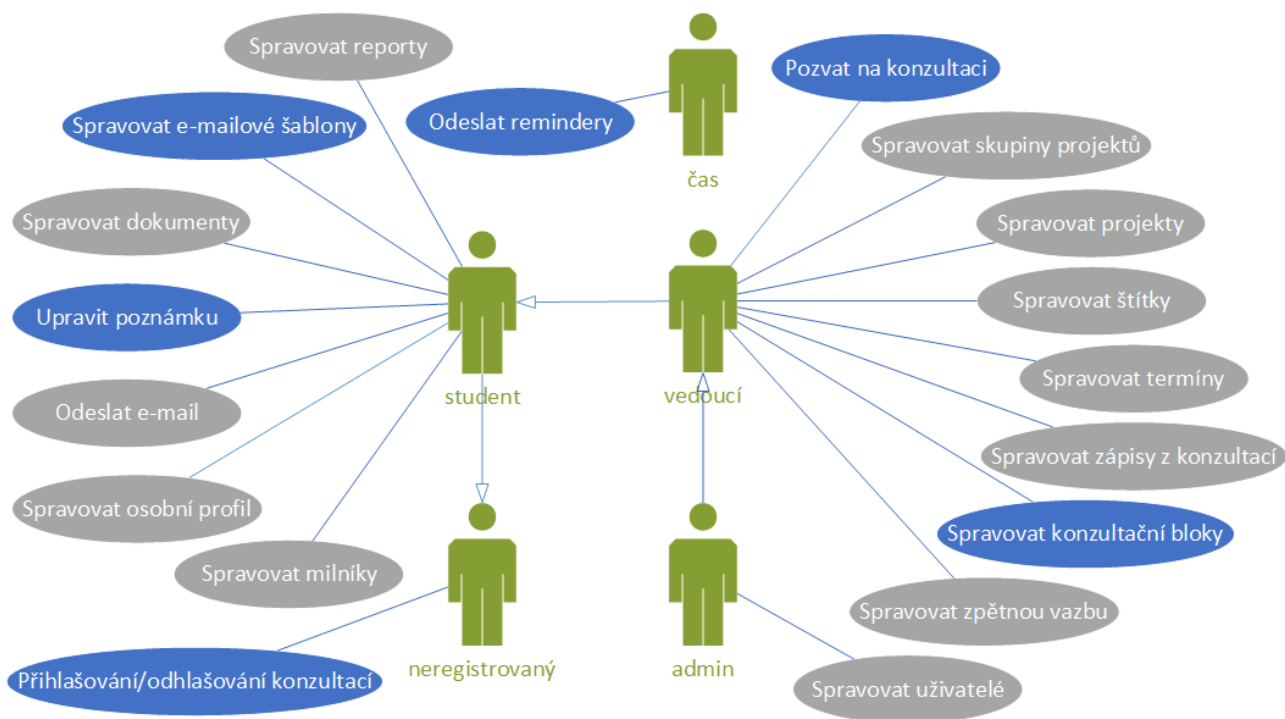 Spravovat reporty
Pozvat na konzultaci
Spravovat e-mailové šablony
Odeslat remindery
Spravovat skupiny projektů
čas
Spravovat dokumenty
Spravovat projekty
Upravit poznámku
Spravovat štítky
Spravovat termíny
student
vedoucí
Odeslat e-mail
Spravovat zápisy z konzultací
Spravovat osobní profil
Spravovat konzultační bloky
Spravovat milníky
Spravovat zpětnou vazbu
neregistrovaný
admin
Přihlašování/odhlašování konzultací
Spravovat uživatelé